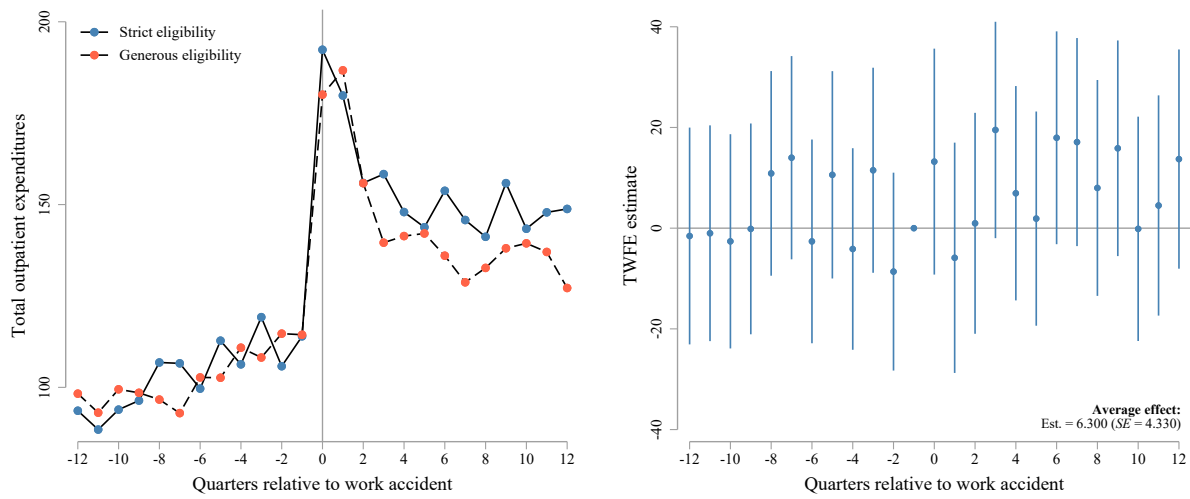 Total outpatient expenditures
200
150
100
Strict eligibility
Generous eligibility
-12 -10 -8 -6 -4 -2 0 2 4 6 8 10 12
Quarters relative to work accident
TWFE estimate
40
20
0
-20
-40
Average effect:
Est. = 6.300 (SE = 4.330)
-12 -10 -8 -6 -4 -2 0 2 4 6 8 10 12
Quarters relative to work accident